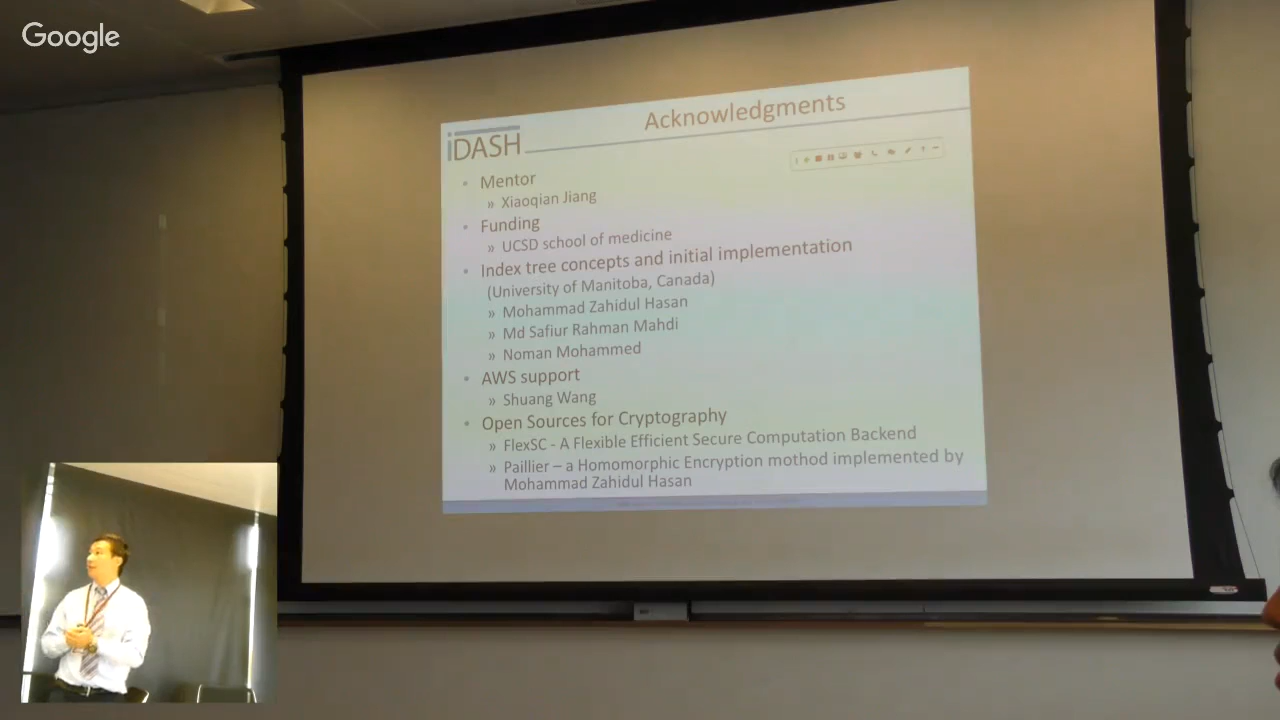 Google
Acknowledgments
iDASH
• Mentor
» Xiaoqian Jiang
• Funding
» UCSD school of medicine
• Index tree concepts and initial implementation
(University of Manitoba, Canada)
» Mohammad Zahidul Hasan
» Md Safiur Rahman Mahdi
» Noman Mohammed
• AWS support
» Shuang Wang
• Open Sources for Cryptography
» FlexSC - A Flexible Efficient Secure Computation Backend
» Paillier – a Homomorphic Encryption mothod implemented by
Mohammad Zahidul Hasan